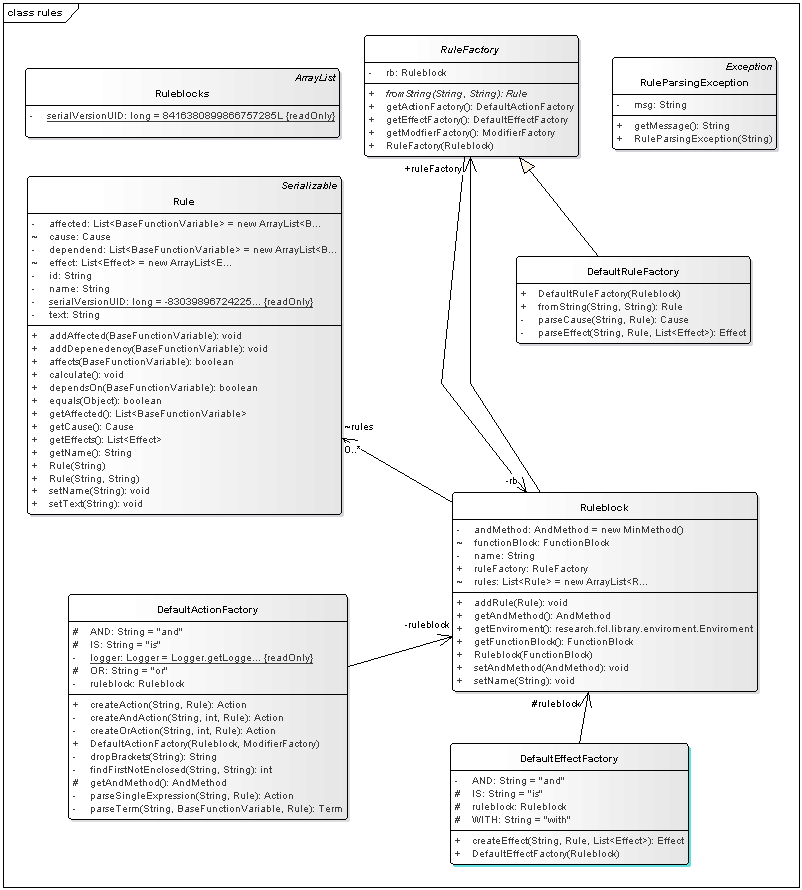 class rules
ArrayList
Ruleblocks
- serialVersionUID: long = 8416380899866757285L {readOnly}
RuleFactory
- rb: Ruleblock
+ fromString(String, String): Rule
+ getActionFactory(): DefaultActionFactory
+ getEffectFactory(): DefaultEffectFactory
+ getModfierFactory(): ModifierFactory
+ RuleFactory(Ruleblock)
Exception
RuleParsingException
- msg: String
+ getMessage(): String
+ RuleParsingException(String)
+ruleFactory
Serializable
Rule
- affected: List<BaseFunctionVariable> = new ArrayList<B...
~ cause: Cause
- dependend: List<BaseFunctionVariable> = new ArrayList<B...
~ effect: List<Effect> = new ArrayList<E...
- id: String
- name: String
- serialVersionUID: long = -83039896724225... {readOnly}
- text: String
+ addAffected(BaseFunctionVariable): void
+ addDepenedency(BaseFunctionVariable): void
+ affects(BaseFunctionVariable): boolean
+ calculate(): void
+ dependsOn(BaseFunctionVariable): boolean
+ equals(Object): boolean
+ getAffected(): List<BaseFunctionVariable>
+ getCause(): Cause
+ getEffects(): List<Effect>
+ getName(): String
+ Rule(String)
+ Rule(String, String)
+ setName(String): void
+ setText(String): void
DefaultRuleFactory
+ DefaultRuleFactory(Ruleblock)
+ fromString(String, String): Rule
- parseCause(String, Rule): Cause
- parseEffect(String, Rule, List<Effect>): Effect
~rules
0..*
-rb
Ruleblock
- andMethod: AndMethod = new MinMethod()
~ functionBlock: FunctionBlock
- name: String
+ ruleFactory: RuleFactory
~ rules: List<Rule> = new ArrayList<R...
+ addRule(Rule): void
+ getAndMethod(): AndMethod
+ getEnviroment(): research.fcl.library.enviroment.Enviroment
+ getFunctionBlock(): FunctionBlock
+ Ruleblock(FunctionBlock)
+ setAndMethod(AndMethod): void
+ setName(String): void
DefaultActionFactory
# AND: String = "and"
# IS: String = "is"
- logger: Logger = Logger.getLogge... {readOnly}
# OR: String = "or"
- ruleblock: Ruleblock
+ createAction(String, Rule): Action
- createAndAction(String, int, Rule): Action
- createOrAction(String, int, Rule): Action
+ DefaultActionFactory(Ruleblock, ModifierFactory)
- dropBrackets(String): String
- findFirstNotEnclosed(String, String): int
# getAndMethod(): AndMethod
- parseSingleExpression(String, Rule): Action
- parseTerm(String, BaseFunctionVariable, Rule): Term
-ruleblock
#ruleblock
DefaultEffectFactory
- AND: String = "and"
# IS: String = "is"
# ruleblock: Ruleblock
# WITH: String = "with"
+ createEffect(String, Rule, List<Effect>): Effect
+ DefaultEffectFactory(Ruleblock)